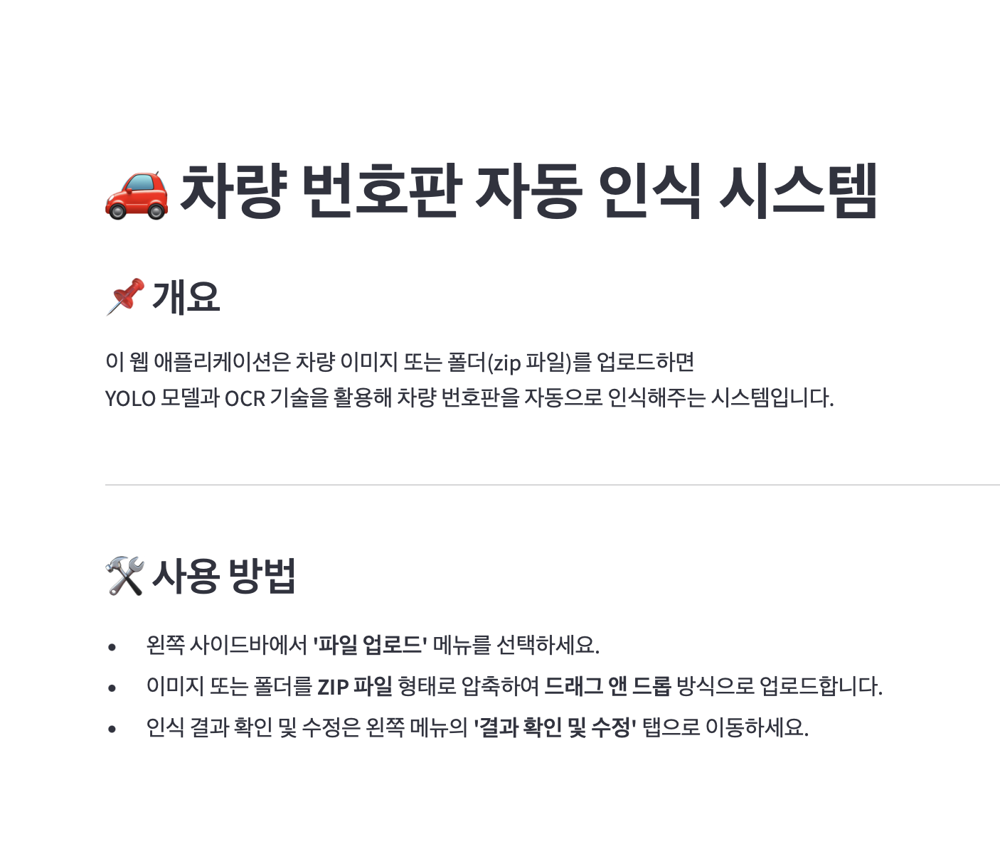 🚗 차량 번호판 자동 인식 시스템
📌 개요
이 웹 애플리케이션은 차량 이미지 또는 폴더(zip 파일)를 업로드하면
YOLO 모델과 OCR 기술을 활용해 차량 번호판을 자동으로 인식해주는 시스템입니다.
🛠 사용 방법
• 왼쪽 사이드바에서 '파일 업로드' 메뉴를 선택하세요.
• 이미지 또는 폴더를 ZIP 파일 형태로 압축하여 드래그 앤 드롭 방식으로 업로드합니다.
• 인식 결과 확인 및 수정은 왼쪽 메뉴의 '결과 확인 및 수정' 탭으로 이동하세요.